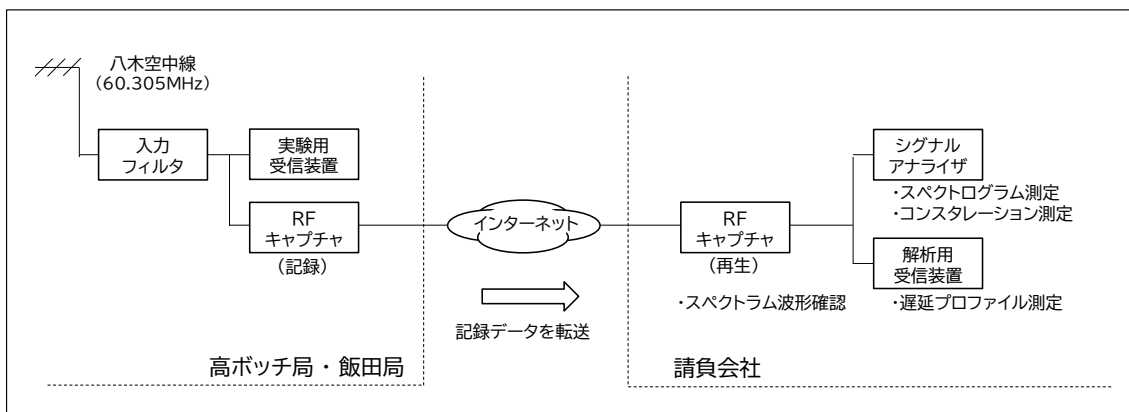 八木空中線
(60.305MHz)
入力
フィルタ
実験用
受信装置
RF
キャプチャ
(記録)
インターネット
記録データを転送
高ボッチ局・飯田局
RF
キャプチャ
(再生)
・スペクトラム波形確認
シグナル
アナライザ
・スペクトログラム測定
・コンスタレーション測定
解析用
受信装置
・遅延プロファイル測定
請負会社